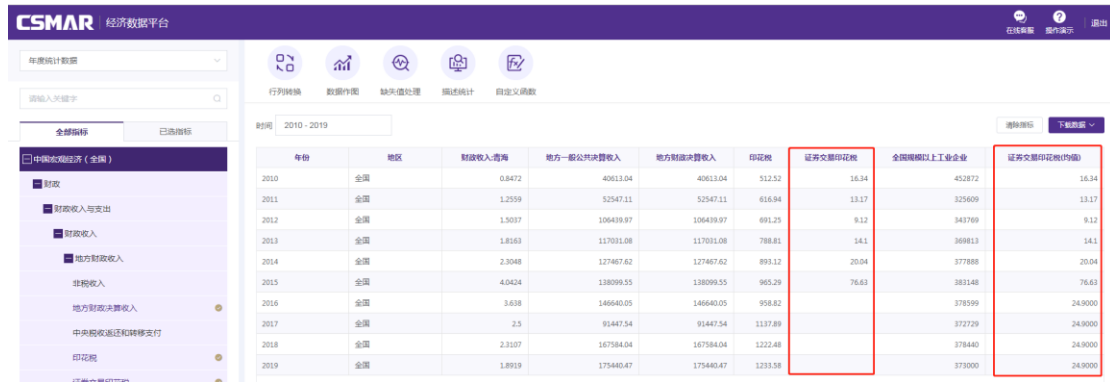 CSMAR 经济数据平台
在线客服 操作演示 退出
年度统计数据
请输入关键字
全部指标 已选指标
中国宏观经济（全国）
财政
财政收入与支出
财政收入
地方财政收入
非税收入
地方财政决算收入
中央税收返还和转移支付
印花税
证券交易印花税
行列转换 数据作图 缺失值处理 描述统计 自定义函数
时间 2010 - 2019
清除指标 下载数据
年份 地区 财政收入:青海 地方一般公共决算收入 地方财政决算收入 印花税 证券交易印花税 全国规模以上工业企业 证券交易印花税(均值)
2010 全国 0.8472 40613.04 40613.04 512.52 16.34 452872 16.34
2011 全国 1.2559 52547.11 52547.11 616.94 13.17 325609 13.17
2012 全国 1.5037 106439.97 106439.97 691.25 9.12 343769 9.12
2013 全国 1.8163 117031.08 117031.08 788.81 14.1 369813 14.1
2014 全国 2.3048 127467.62 127467.62 893.12 20.04 377888 20.04
2015 全国 4.0424 138099.55 138099.55 965.29 76.63 383148 76.63
2016 全国 3.638 146640.05 146640.05 958.82 378599 24.9000
2017 全国 2.5 91447.54 91447.54 1137.89 372729 24.9000
2018 全国 2.3107 167584.04 167584.04 1222.48 378440 24.9000
2019 全国 1.8919 175440.47 175440.47 1233.58 373000 24.9000